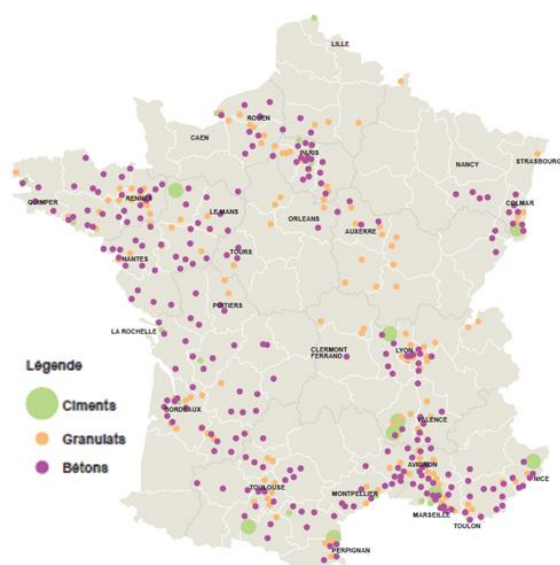 LILLE
ROUEN
CAEN
PARIS
NANCY
STRASBOURG
QUIMPER
RENNES
COLMAR
LE MANS
ORLEANS
AUXERRE
NANTES
TOURS
POITIERS
LA ROCHELLE
CLERMONT
FERRAND
LYON
Légende
Ciments
Granulats
Bétons
BORDEAUX
VALENCE
AVIGNON
TOULOUSE
MONTPELLIER
NICE
MARSEILLE
TOULON
PERPIGNAN